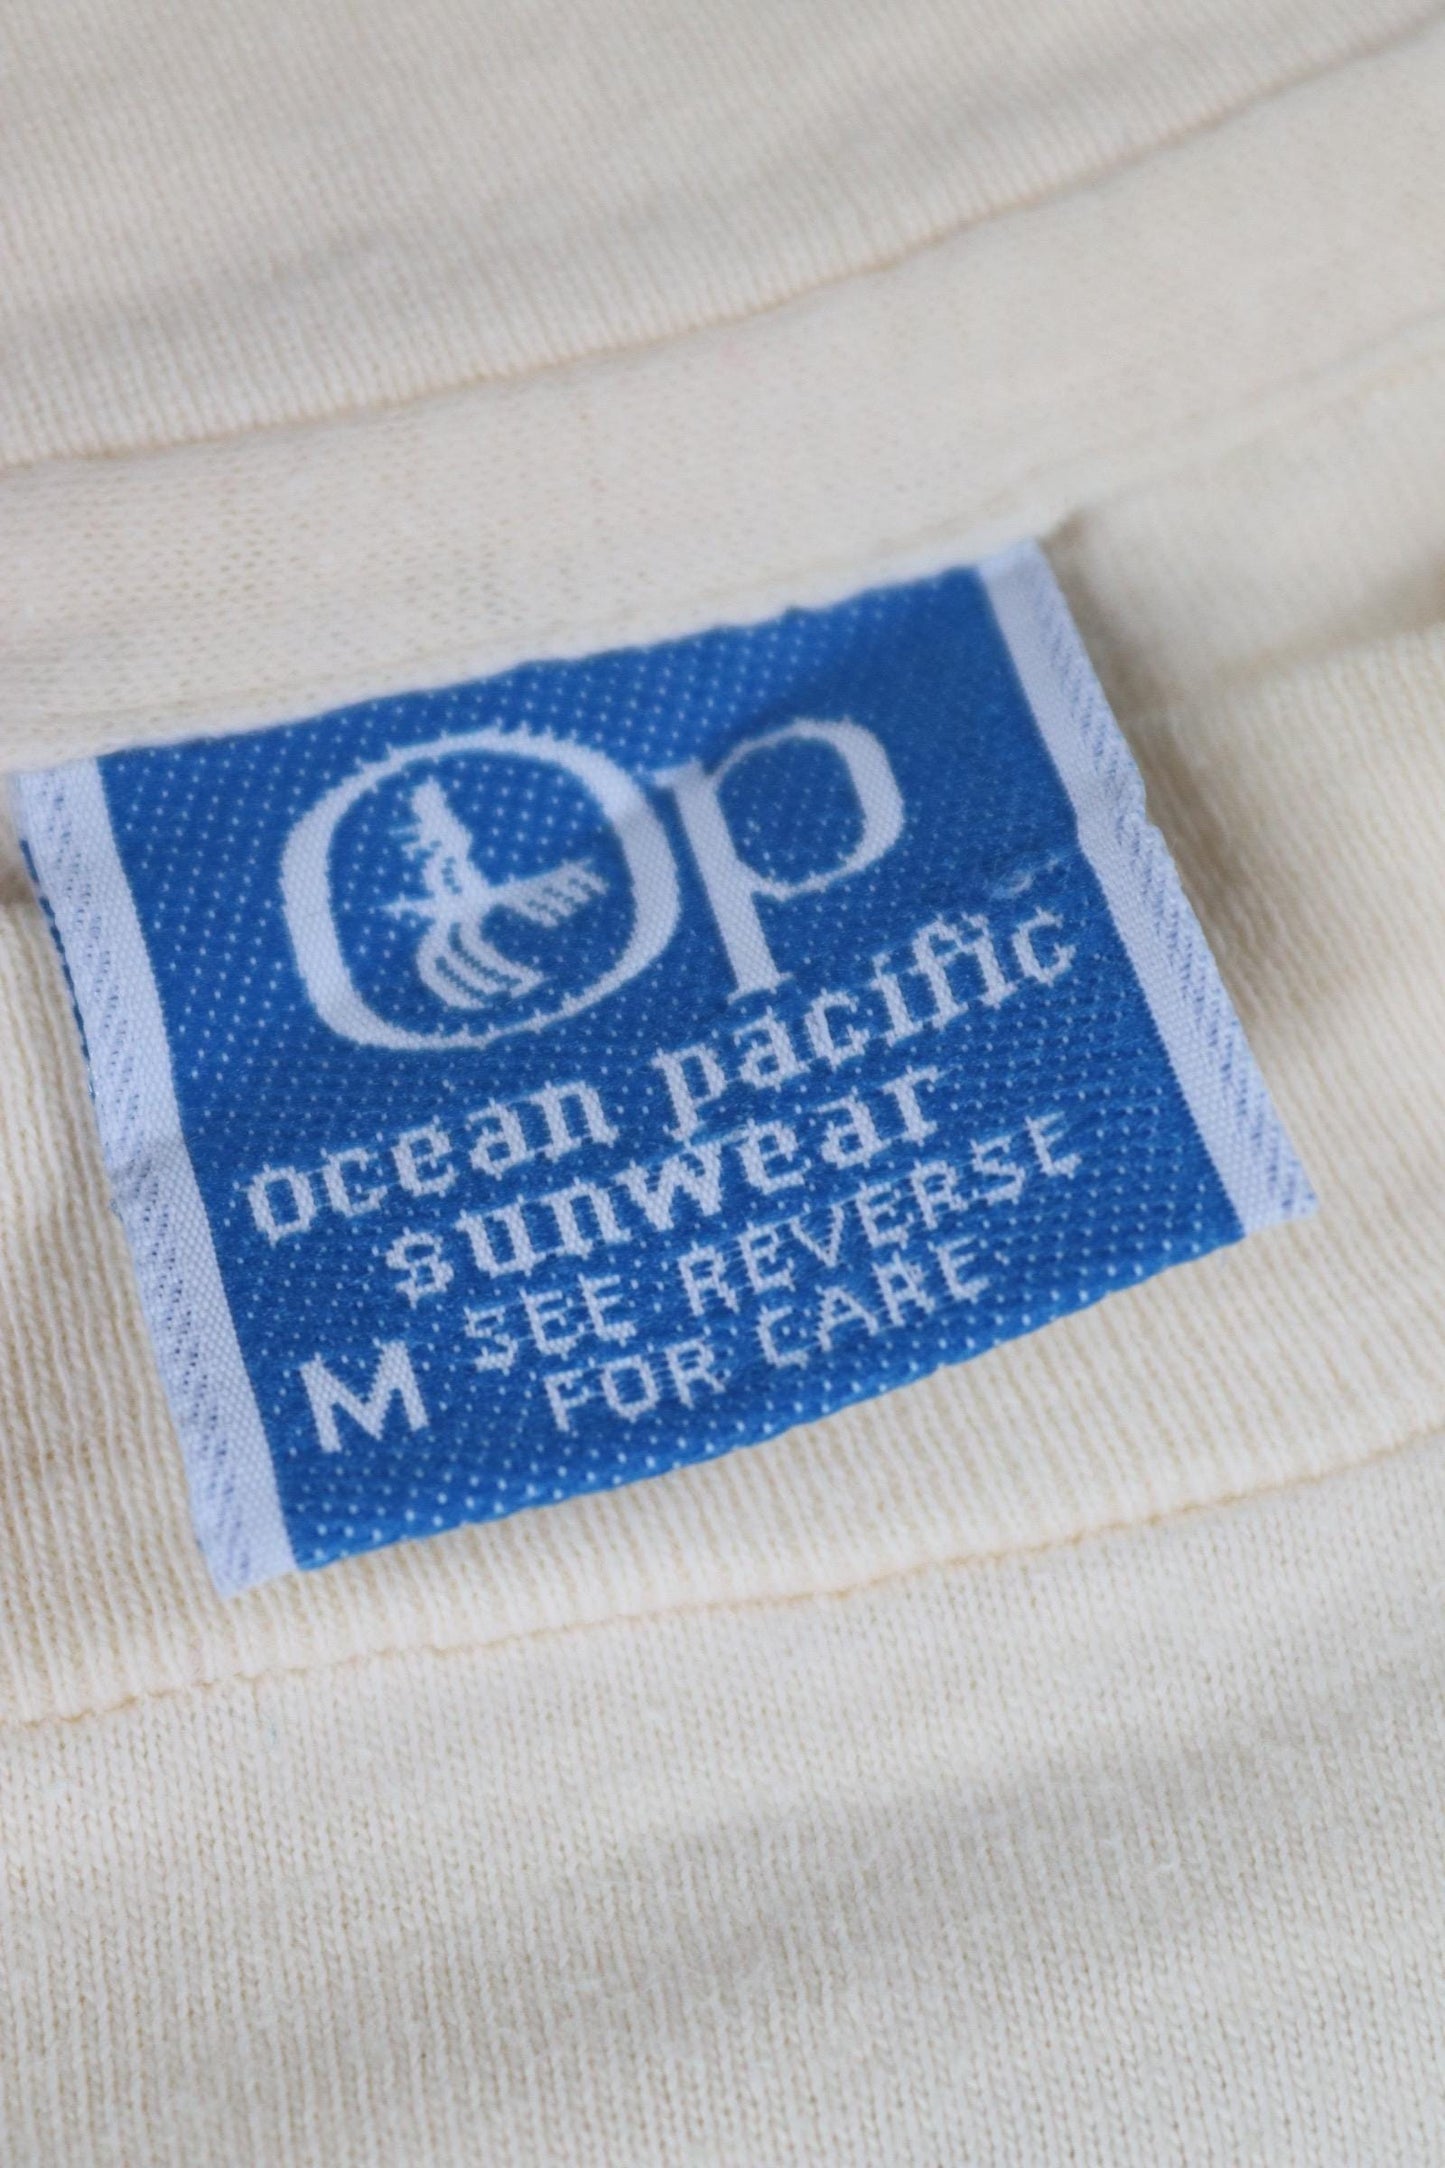 Op
ocean pacific
sunwear
SEE REVERSE
M FOR CARE